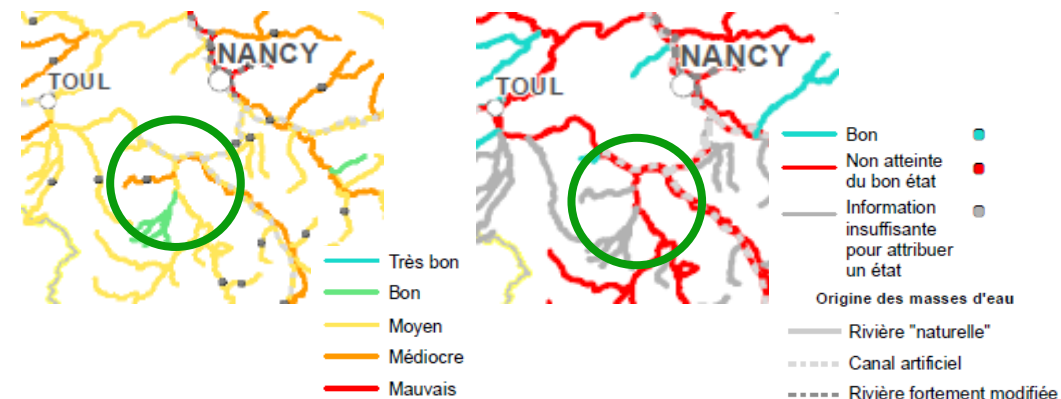 NANCY
TOUL
NANCY
TOUL
Très bon
Bon
Moyen
Médiocre
Mauvais
Bon
Non atteinte
du bon état
Information
insuffisante
pour attribuer
un état
Origine des masses d'eau
Rivière "naturelle"
Canal artificiel
Rivière fortement modifiée